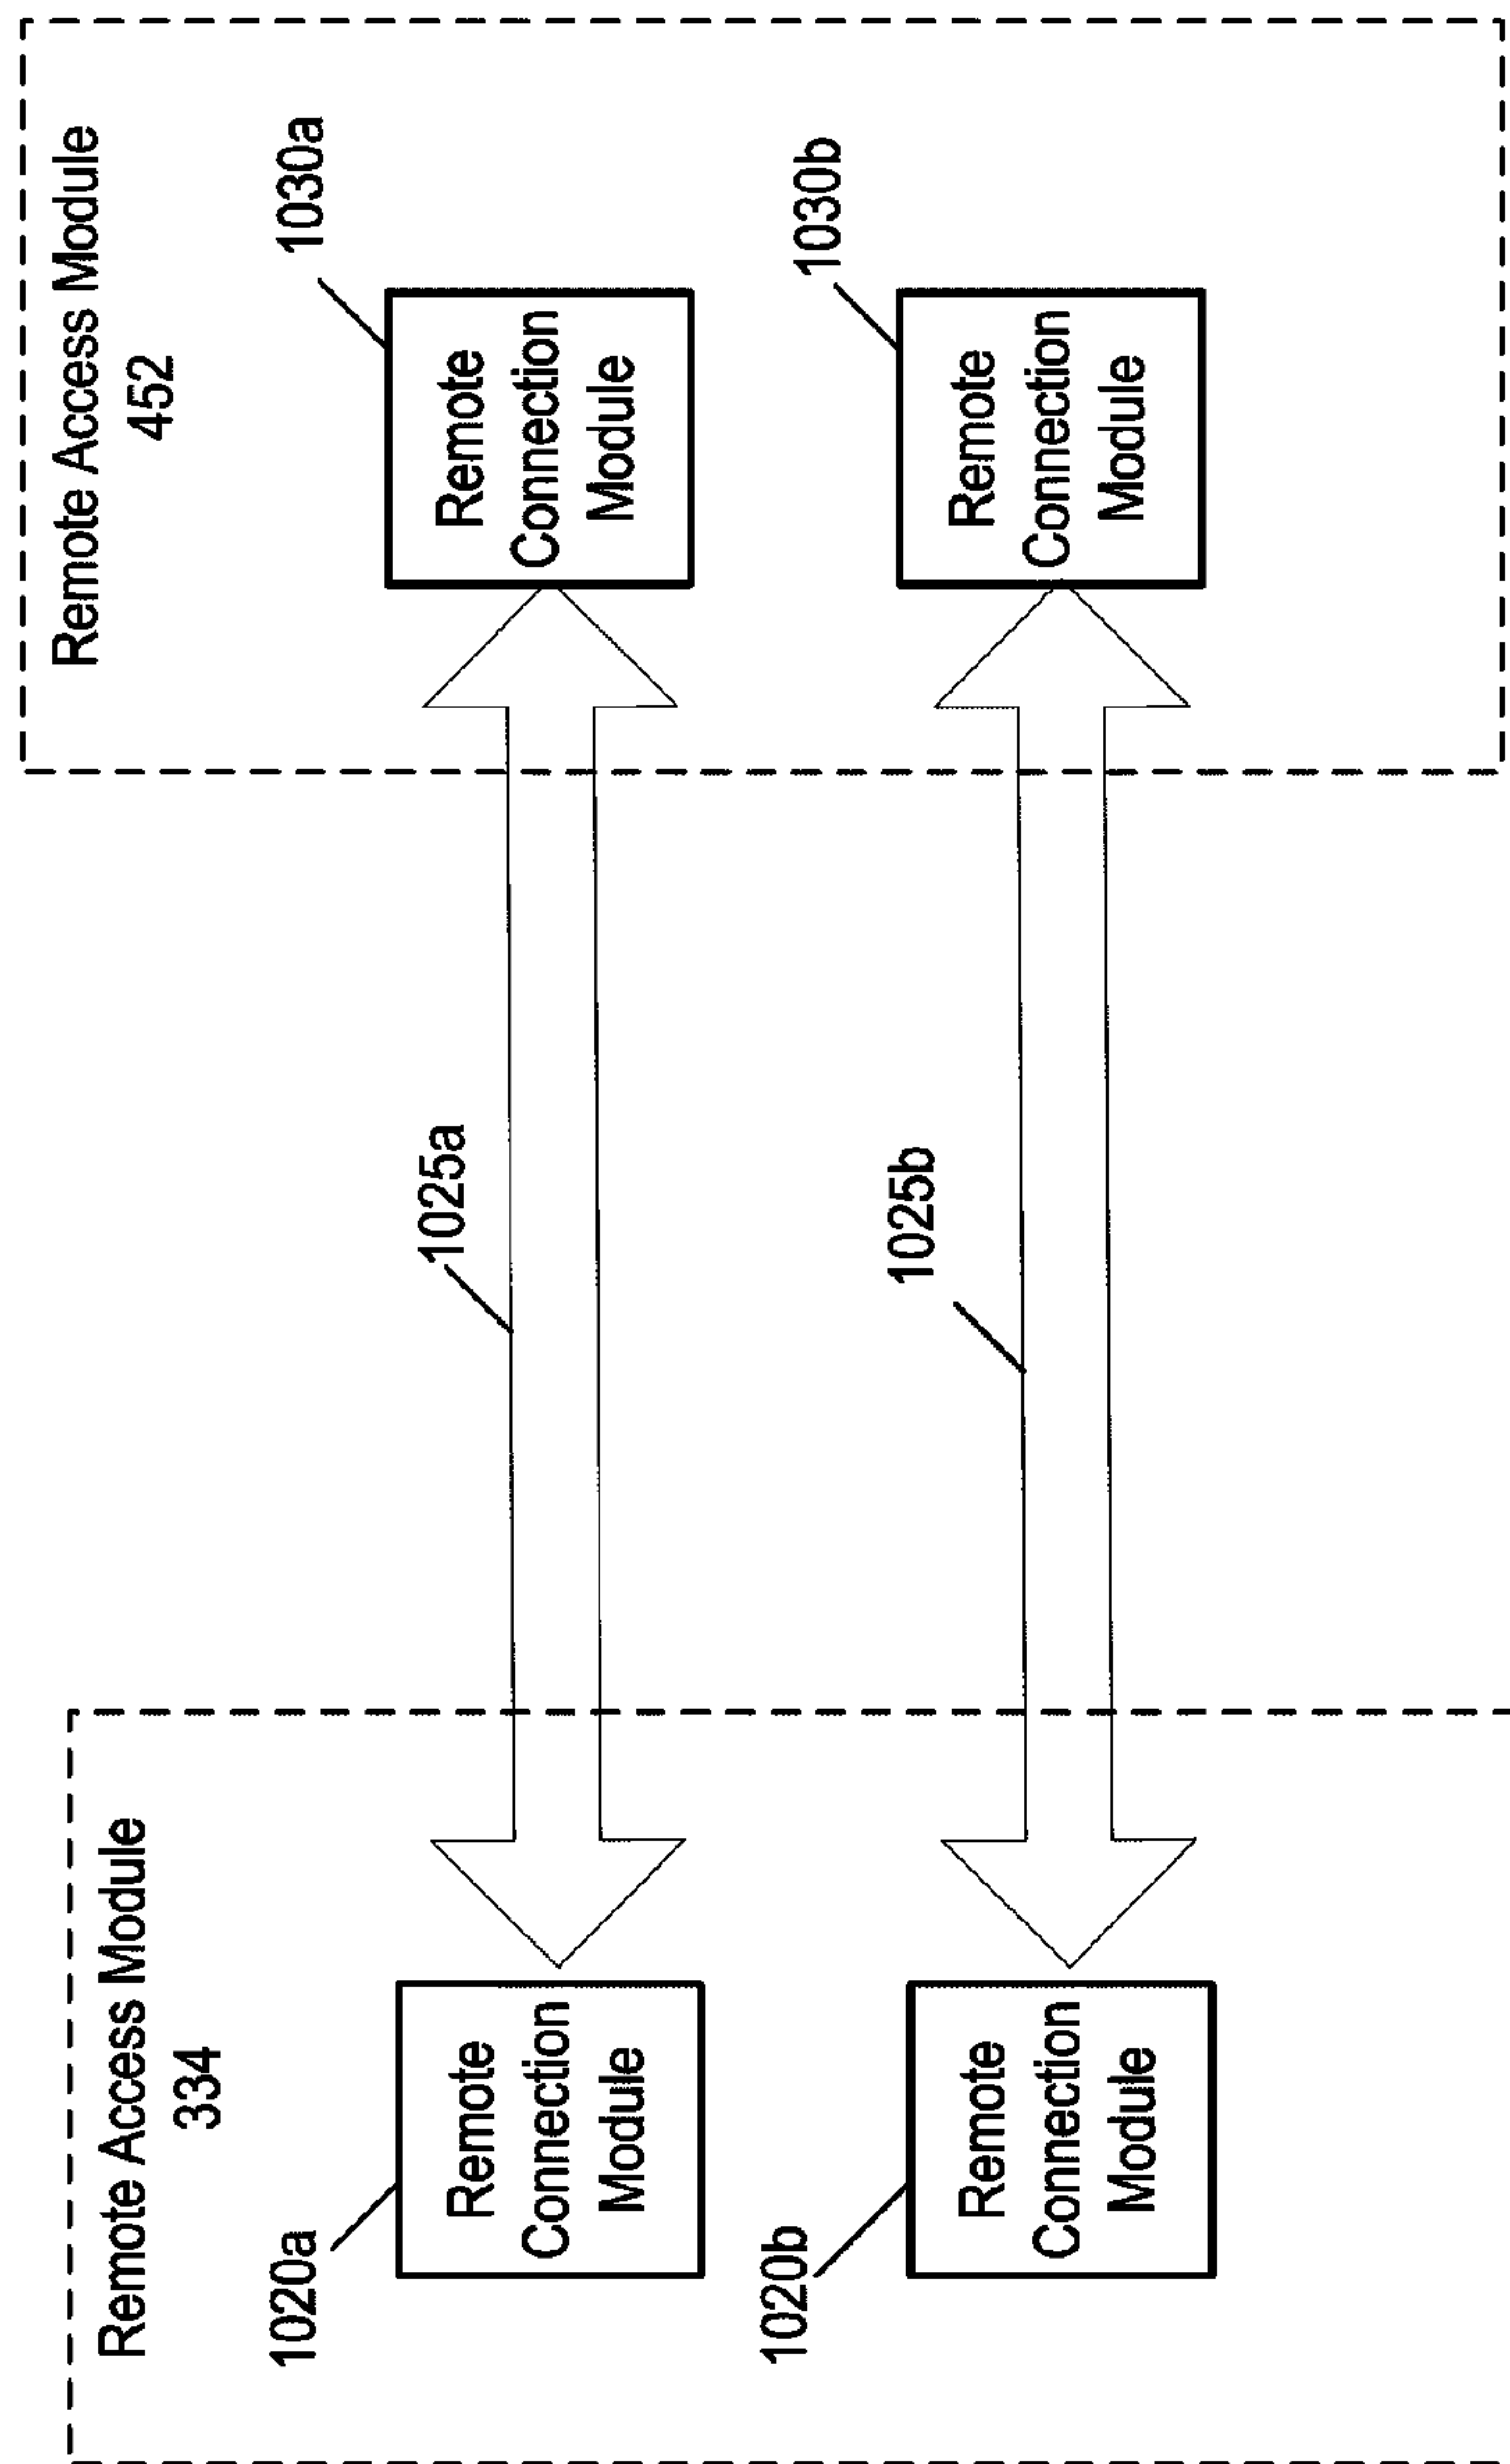 Remote Access Module
334
1020a
Remote
Connection
Module
1020b
Remote
Connection
Module
1025a
1025b
Remote Access Module
452
1030a
Remote
Connection
Module
1030b
Remote
Connection
Module